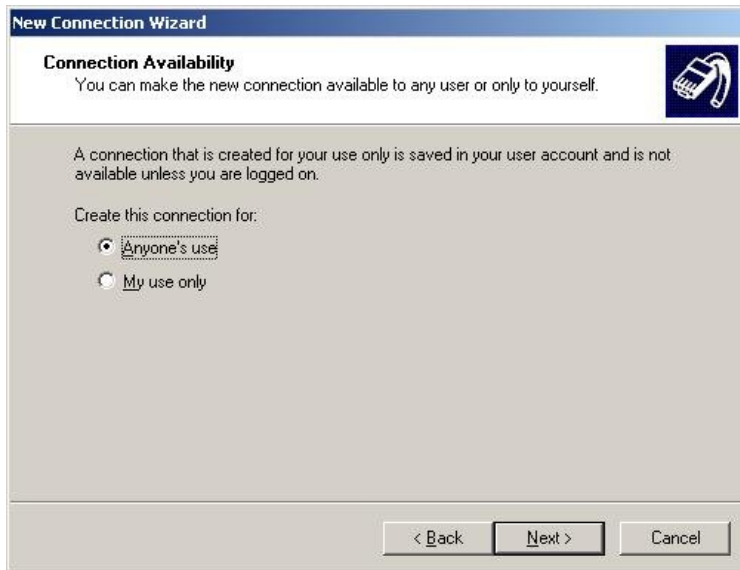 New Connection Wizard
Connection Availability
You can make the new connection available to any user or only to yourself.
A connection that is created for your use only is saved in your user account and is not
available unless you are logged on.
Create this connection for:
Anyone's use
My use only
< Back
Next >
Cancel